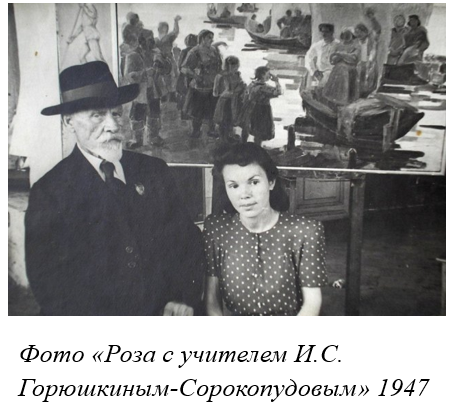 Фото «Роза с учителем И.С.
Горюшкиным-Сорокопудовым» 1947